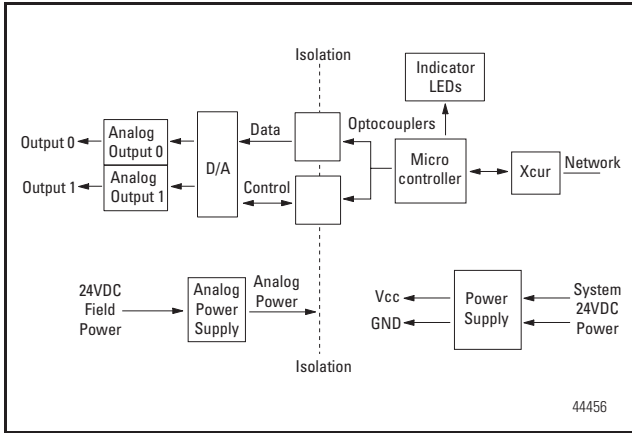 Isolation
Indicator
LEDs
Optocouplers
Data
Output 0
Analog
Output 0
D/A
Micro
controller
Xcur
Network
Output 1
Analog
Output 1
Control
24VDC
Field
Power
Analog
Power
Supply
Analog
Power
Vcc
GND
Power
Supply
System
24VDC
Power
Isolation
44456